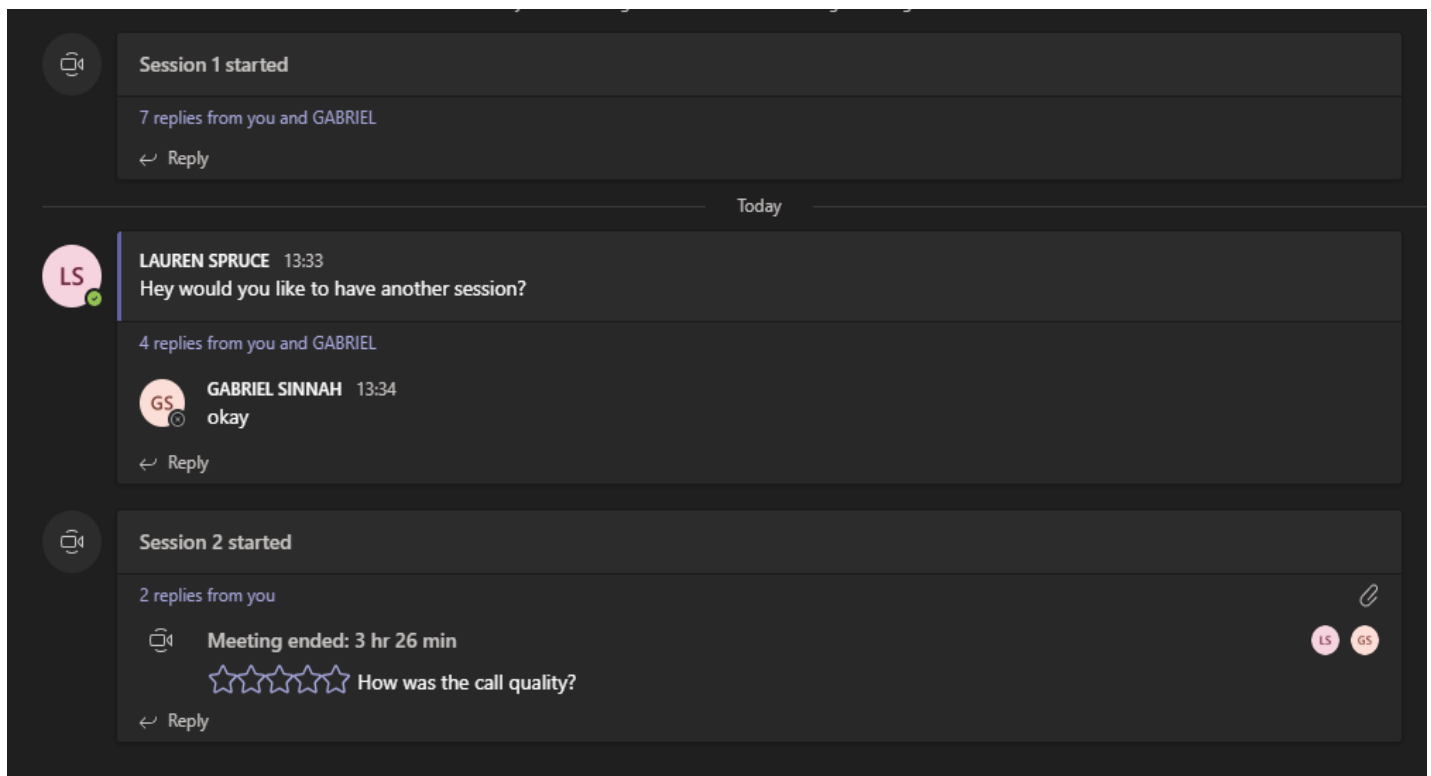 Session 1 started
7 replies from you and GABRIEL
Reply
Today
LS
LAUREN SPRUCE 13:33
Hey would you like to have another session?
4 replies from you and GABRIEL
GS
GABRIEL SINNAH 13:34
okay
Reply
Session 2 started
2 replies from you
Meeting ended: 3 hr 26 min
LS GS
How was the call quality?
Reply